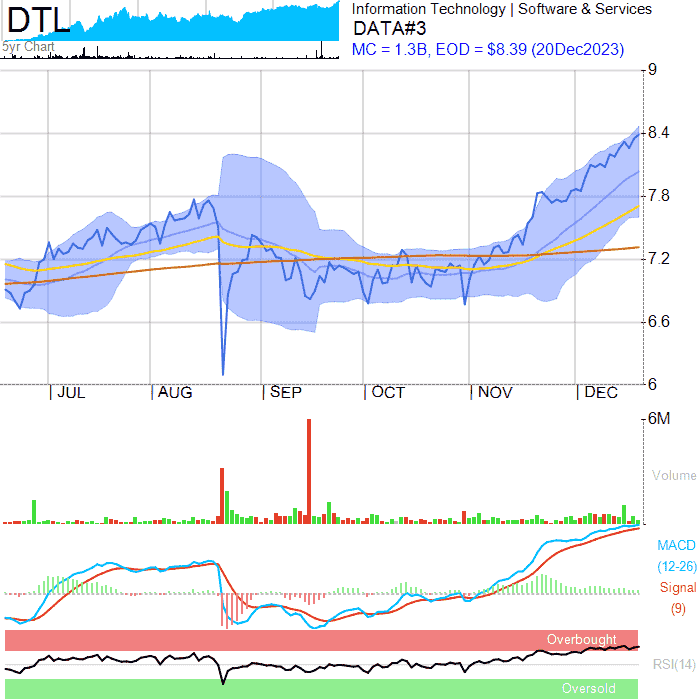 DTL
5yr Chart
Information Technology | Software & Services
DATA#3
MC = 1.3B, EOD = $8.39 (20Dec2023)
9
8.4
7.8
7.2
6.6
6
| JUL | AUG | SEP | OCT | NOV | DEC
6M
Volume
MACD
(12-26)
Signal
(9)
Overbought
RSI(14)
Oversold